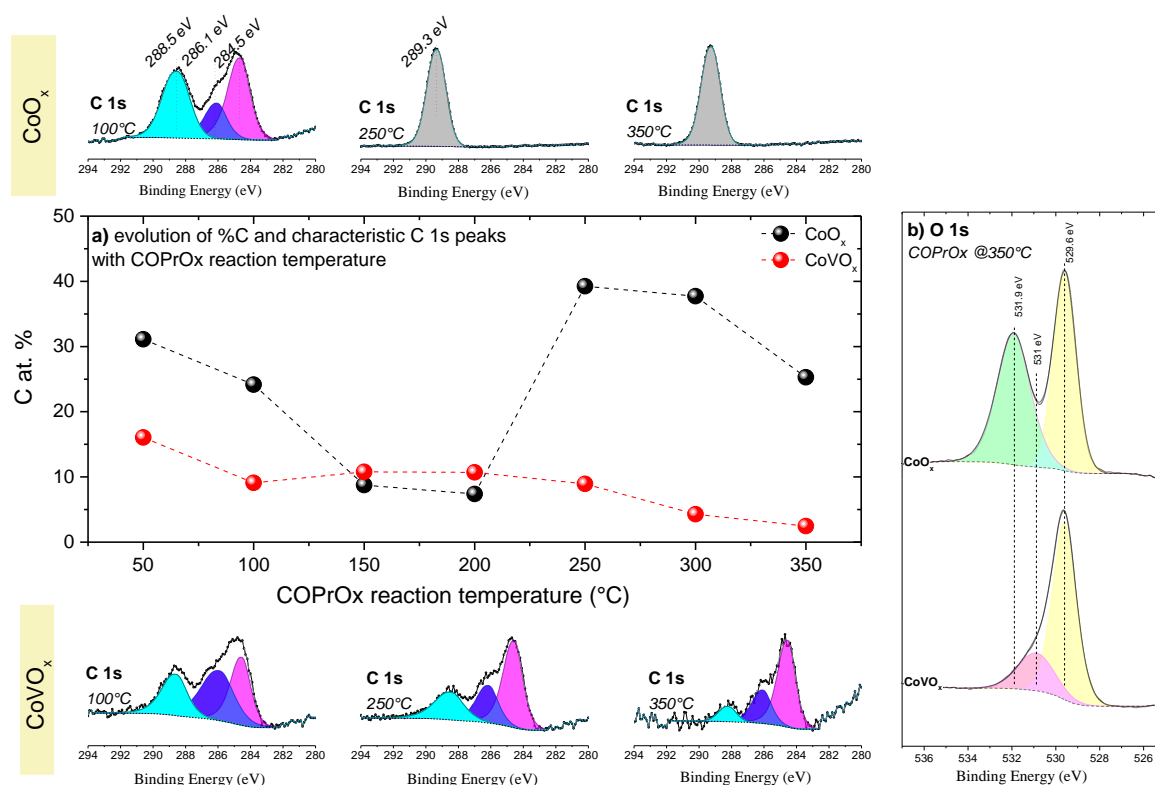 CoOx
288.5 eV
286.1 eV
284.5 eV
C 1s
100°C
294 292 290 288 286 284 282 280
Binding Energy (eV)
289.3 eV
C 1s
250°C
294 292 290 288 286 284 282 280
Binding Energy (eV)
C 1s
350°C
294 292 290 288 286 284 282 280
Binding Energy (eV)
a) evolution of %C and characteristic C 1s peaks
with COPrOx reaction temperature
CoOx
CoVOx
C at. %
50
40
30
20
10
0
50 100 150 200 250 300 350
COPrOx reaction temperature (°C)
b) O 1s
COPrOx @350°C
531.9 eV
531 eV
529.6 eV
CoOx
CoVOx
536 534 532 530 528 526
Binding Energy (eV)
CoVOx
C 1s
100°C
294 292 290 288 286 284 282 280
Binding Energy (eV)
C 1s
250°C
294 292 290 288 286 284 282 280
Binding Energy (eV)
C 1s
350°C
294 292 290 288 286 284 282 280
Binding Energy (eV)